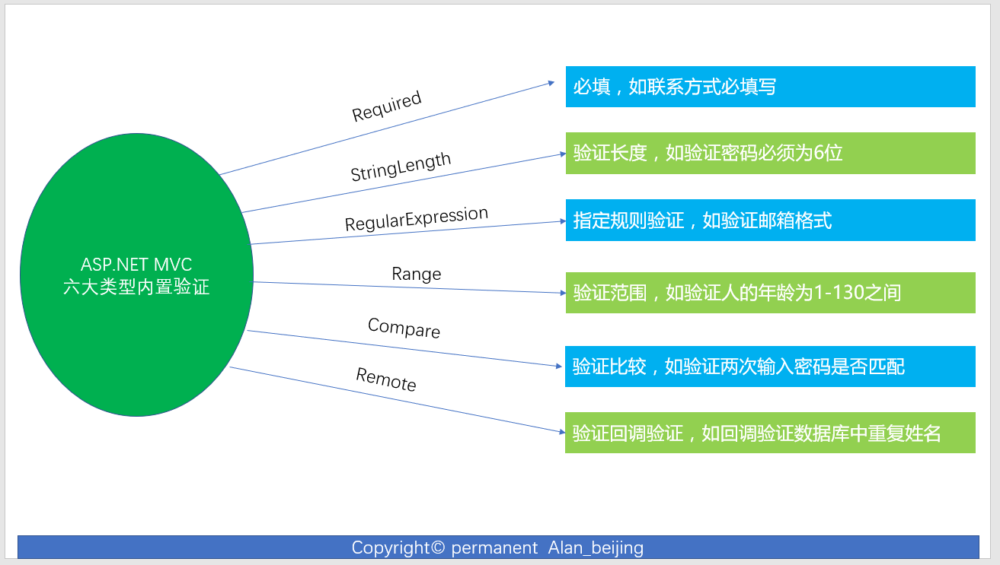 Required
必填，如联系方式必填写
StringLength
验证长度，如验证密码必须为6位
RegularExpression
指定规则验证，如验证邮箱格式
ASP.NET MVC
六大类型内置验证
Range
验证范围，如验证人的年龄为1-130之间
Compare
验证比较，如验证两次输入密码是否匹配
Remote
验证回调验证，如回调验证数据库中重复姓名
Copyright© permanent Alan_beijing